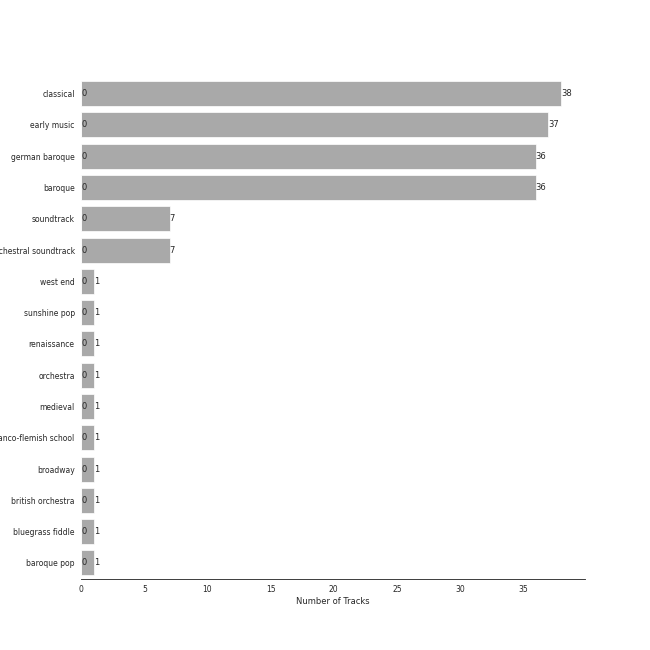 classical 0 38
early music 0 37
german baroque 0 36
baroque 0 36
soundtrack 0 7
chestral soundtrack 0 7
west end 0 1
sunshine pop 0 1
renaissance 0 1
orchestra 0 1
medieval 0 1
anco-flemish school 0 1
broadway 0 1
british orchestra 0 1
bluegrass fiddle 0 1
baroque pop 0 1
0 5 10 15 20 25 30 35
Number of Tracks